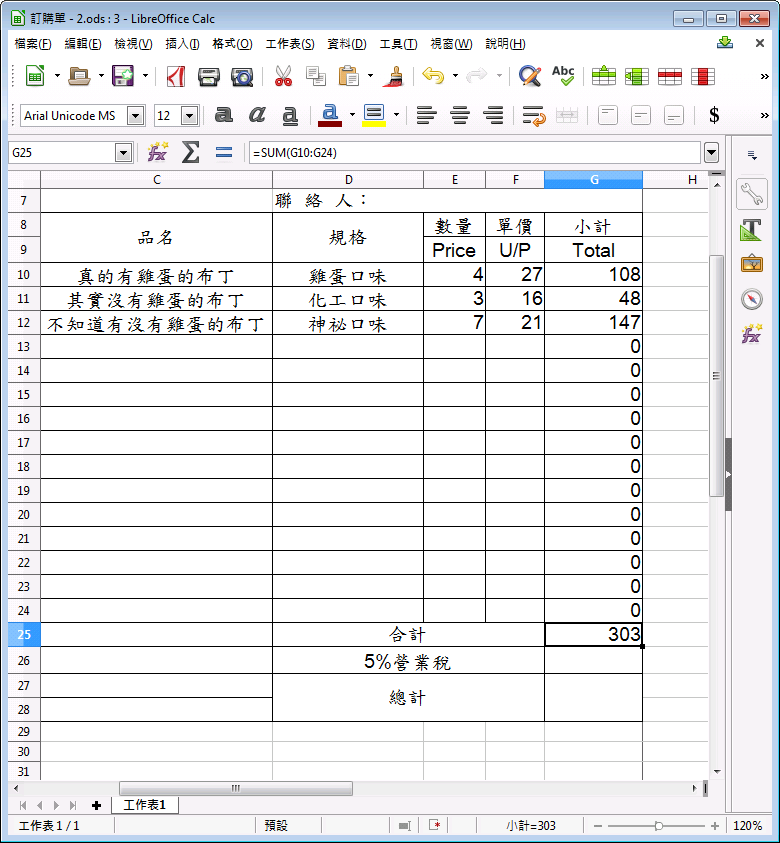 訂購單 - 2.ods : 3 - LibreOffice Calc
檔案(F) 編輯(E) 檢視(V) 插入(I) 格式(O) 工作表(S) 資料(D) 工具(T) 視窗(W) 說明(H)
Abc
Arial Unicode MS 12 a a a a $
G25 fx Σ = =SUM(G10:G24)
C D E F G H
7 聯 絡 人：
8 品名 規格 數量 單價 小計
9 Price U/P Total
10 真的有雞蛋的布丁 雞蛋口味 4 27 108
11 其實沒有雞蛋的布丁 化工口味 3 16 48
12 不知道有沒有雞蛋的布丁 神祕口味 7 21 147
13 0
14 0
15 0
16 0
17 0
18 0
19 0
20 0
21 0
22 0
23 0
24 0
25 合計 303
26 5%營業稅
27 總計
28
29
30
31
工作表1
工作表 1 / 1 預設 小計=303 120%